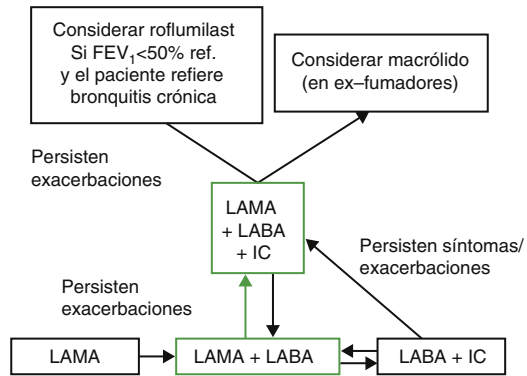 Considerar roflumilast
Si FEV₁<50% ref.
y el paciente refiere
bronquitis crónica
Considerar macrólido
(en ex–fumadores)
Persisten
exacerbaciones
LAMA
+ LABA
+ IC
Persisten síntomas/
exacerbaciones
Persisten
exacerbaciones
LAMA
LAMA + LABA
LABA + IC